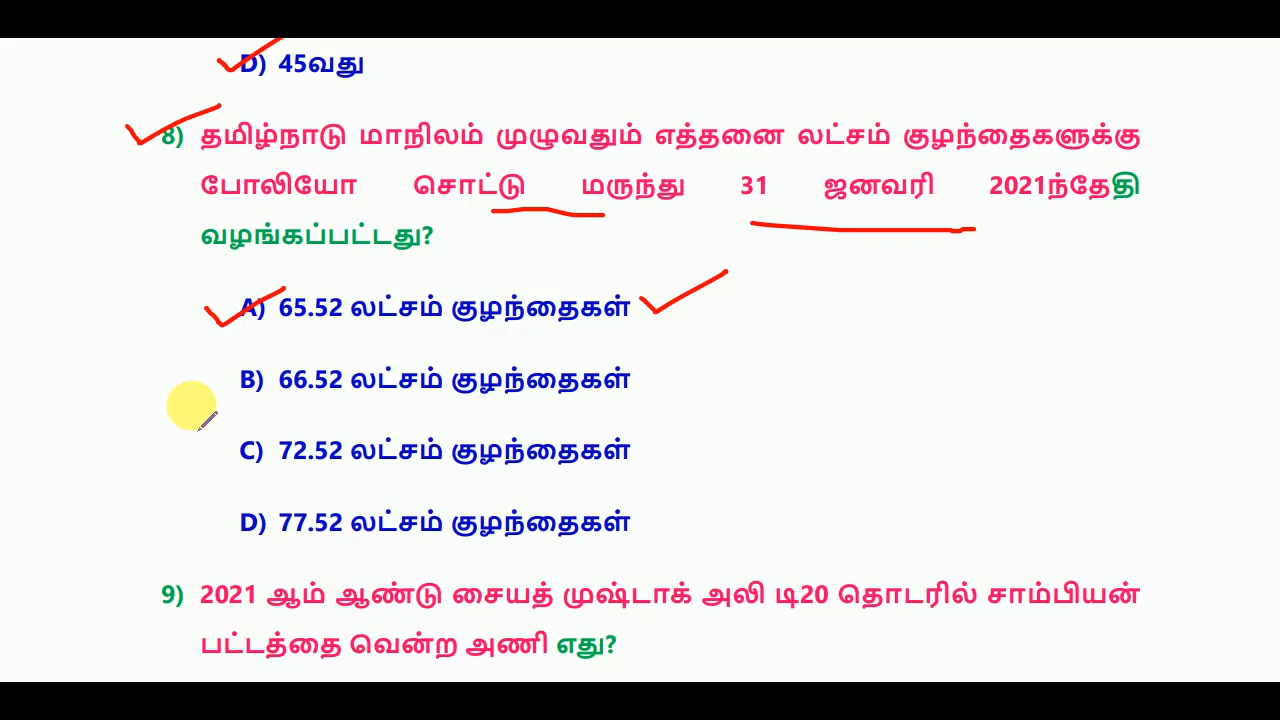 D) 45வது
8) தமிழ்நாடு மாநிலம் முழுவதும் எத்தனை லட்சம் குழந்தைகளுக்கு
போலியோ சொட்டு மருந்து 31 ஜனவரி 2021ந்தேதி
வழங்கப்பட்டது?
A) 65.52 லட்சம் குழந்தைகள்
B) 66.52 லட்சம் குழந்தைகள்
C) 72.52 லட்சம் குழந்தைகள்
D) 77.52 லட்சம் குழந்தைகள்
9) 2021 ஆம் ஆண்டு சையத் முஷ்டாக் அலி டி20 தொடரில் சாம்பியன்
பட்டத்தை வென்ற அணி எது?